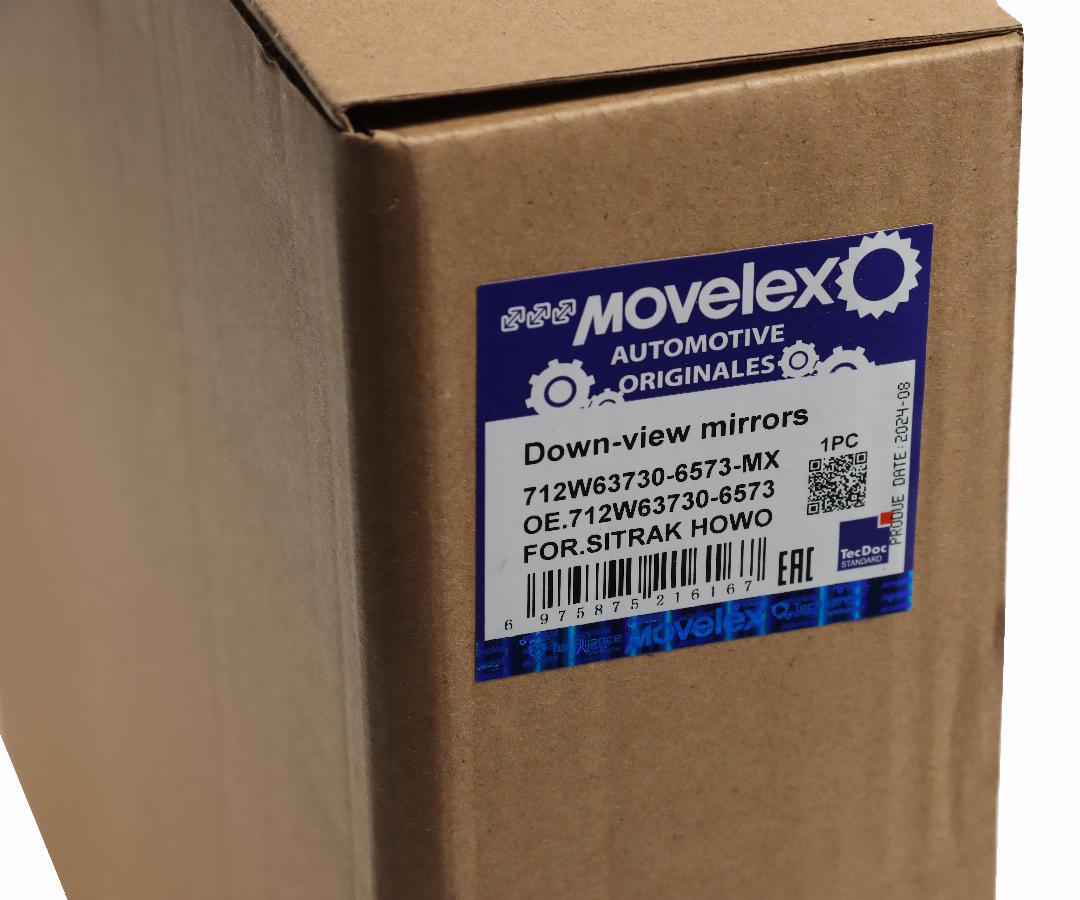 Movelex
AUTOMOTIVE
ORIGINALES
Down-view mirrors
712W63730-6573-MX
OE.712W63730-6573
FOR.SITRAK HOWO
1PC
PRODUE DATE:2024-08
TecDoc
STANDARD
EAC
6 975875 216167
TecAlliance
Movelex